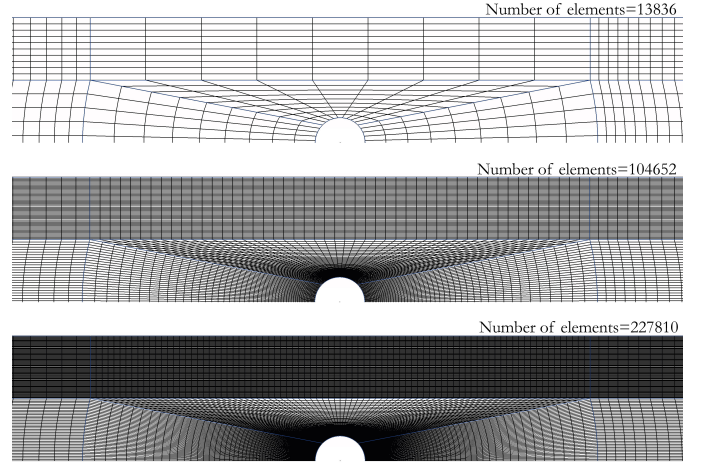 Number of elements=13836
Number of elements=104652
Number of elements=227810